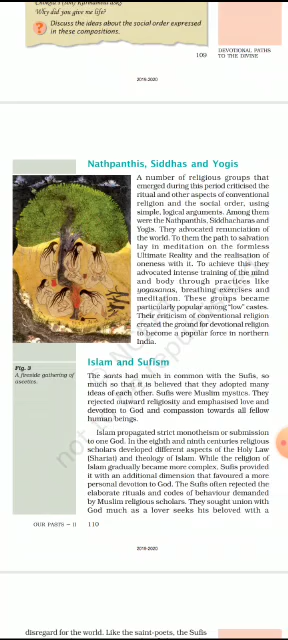 Why did you give me life?
Discuss the ideas about the social order expressed
in these compositions.
109
DEVOTIONAL PATHS
TO THE DIVINE
2019-2020
Nathpanthis, Siddhas and Yogis
A number of religious groups that
emerged during this period criticised the
ritual and other aspects of conventional
religion and the social order, using
simple, logical arguments. Among them
were the Nathpanthis, Siddhacharas and
Yogis. They advocated renunciation of
the world. To them the path to salvation
lay in meditation on the formless
Ultimate Reality and the realisation of
oneness with it. To achieve this they
advocated intense training of the mind
and body through practices like
yogasanas, breathing exercises and
meditation. These groups became
particularly popular among “low” castes.
Their criticism of conventional religion
created the ground for devotional religion
to become a popular force in northern
India.
Fig. 3
A fireside gathering of
ascetics.
Islam and Sufism
The sants had much in common with the Sufis, so
much so that it is believed that they adopted many
ideas of each other. Sufis were Muslim mystics. They
rejected outward religiosity and emphasised love and
devotion to God and compassion towards all fellow
human beings.
Islam propagated strict monotheism or submission
to one God. In the eighth and ninth centuries religious
scholars developed different aspects of the Holy Law
(Shariat) and theology of Islam. While the religion of
Islam gradually became more complex, Sufis provided
it with an additional dimension that favoured a more
personal devotion to God. The Sufis often rejected the
elaborate rituals and codes of behaviour demanded
by Muslim religious scholars. They sought union with
God much as a lover seeks his beloved with a
OUR PASTS – II 110
2019-2020
disregard for the world. Like the saint-poets, the Sufis